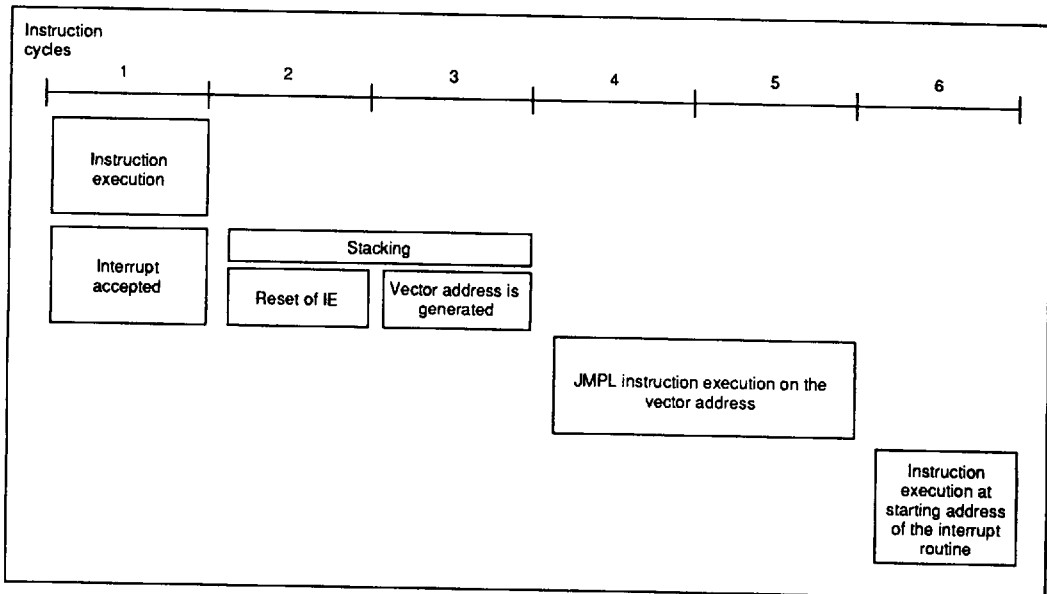 Instruction
cycles
1
2
3
4
5
6
Instruction
execution
Interrupt
accepted
Stacking
Reset of IE
Vector address is
generated
JMPL instruction execution on the
vector address
Instruction
execution at
starting address
of the interrupt
routine